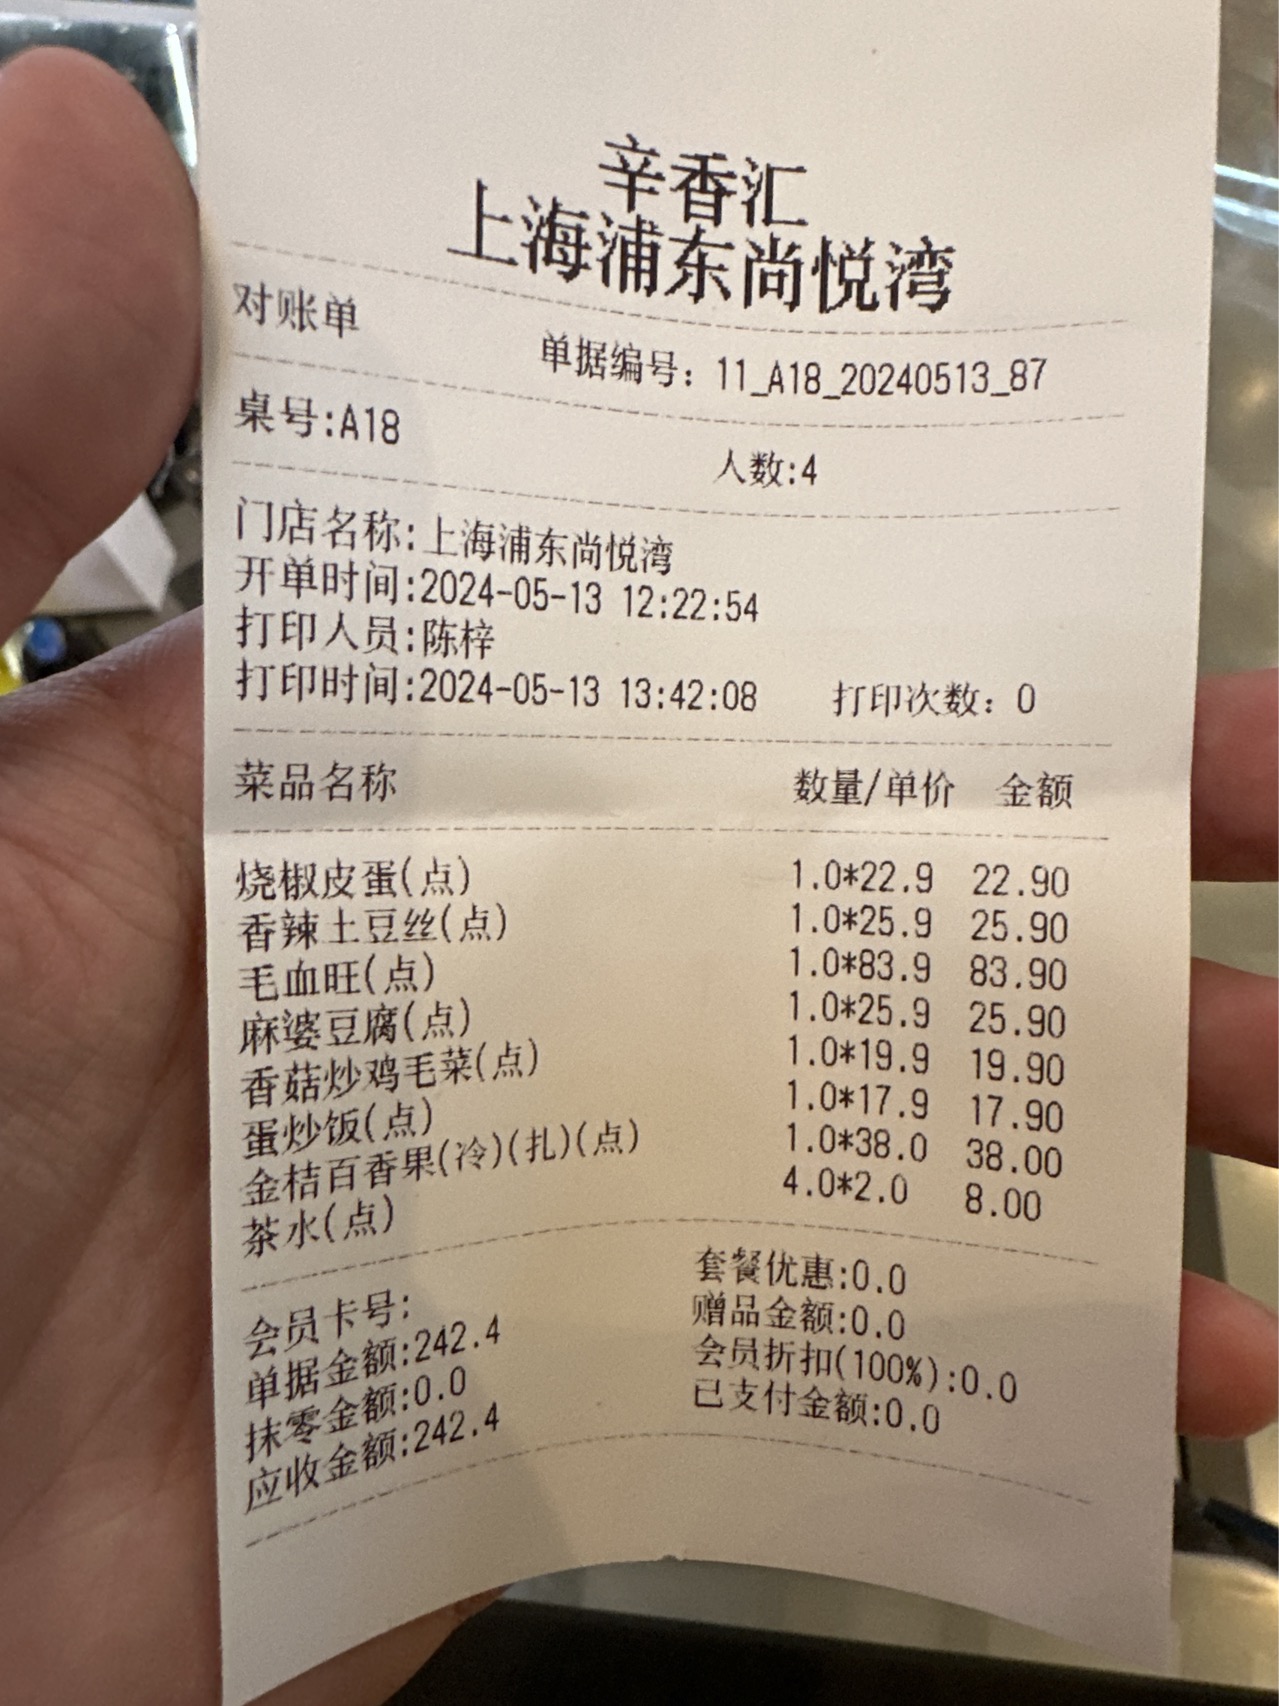 辛香汇
上海浦东尚悦湾
对账单 单据编号：11_A18_20240513_87
桌号:A18 人数:4
门店名称:上海浦东尚悦湾
开单时间:2024-05-13 12:22:54
打印人员:陈梓
打印时间:2024-05-13 13:42:08 打印次数：0
菜品名称 数量/单价 金额
烧椒皮蛋(点) 1.0*22.9 22.90
香辣土豆丝(点) 1.0*25.9 25.90
毛血旺(点) 1.0*83.9 83.90
麻婆豆腐(点) 1.0*25.9 25.90
香菇炒鸡毛菜(点) 1.0*19.9 19.90
蛋炒饭(点) 1.0*17.9 17.90
金桔百香果(冷)(扎)(点) 1.0*38.0 38.00
茶水(点) 4.0*2.0 8.00
会员卡号: 套餐优惠:0.0
单据金额:242.4 赠品金额:0.0
抹零金额:0.0 会员折扣(100%):0.0
应收金额:242.4 已支付金额:0.0